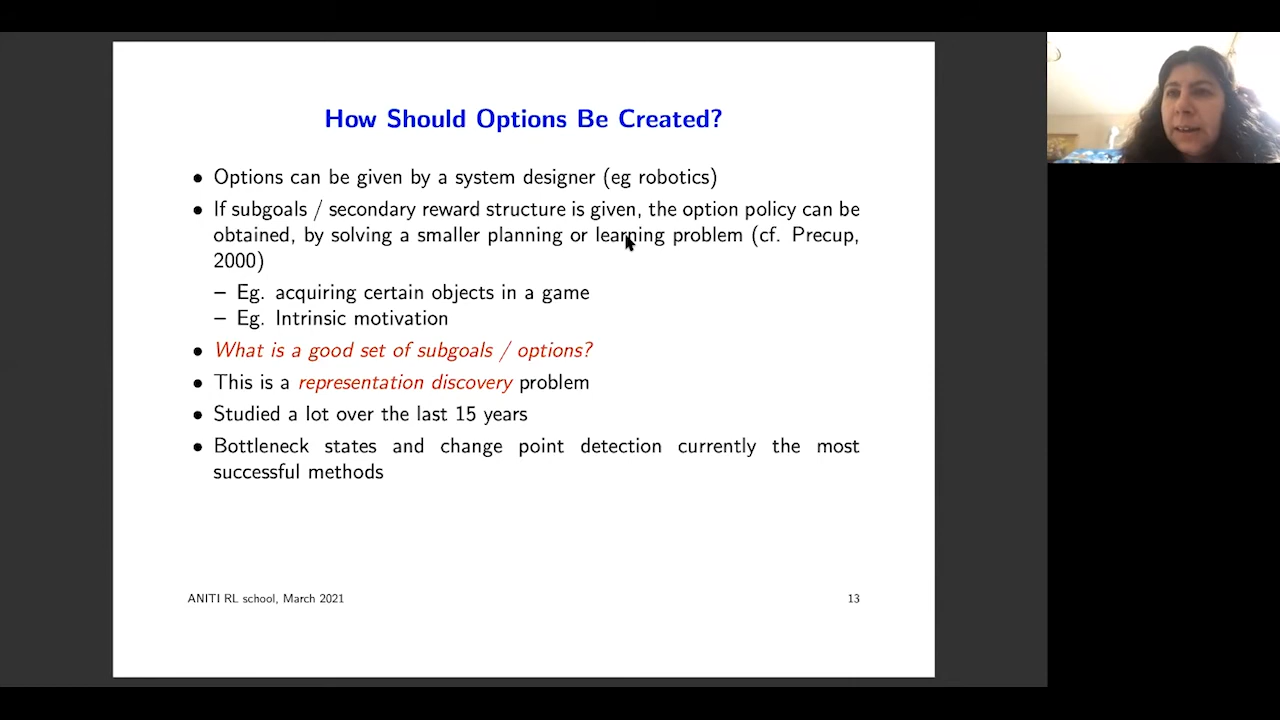 How Should Options Be Created?
• Options can be given by a system designer (eg robotics)
• If subgoals / secondary reward structure is given, the option policy can be
obtained, by solving a smaller planning or learning problem (cf. Precup,
2000)
– Eg. acquiring certain objects in a game
– Eg. Intrinsic motivation
• What is a good set of subgoals / options?
• This is a representation discovery problem
• Studied a lot over the last 15 years
• Bottleneck states and change point detection currently the most
successful methods
ANITI RL school, March 2021
13